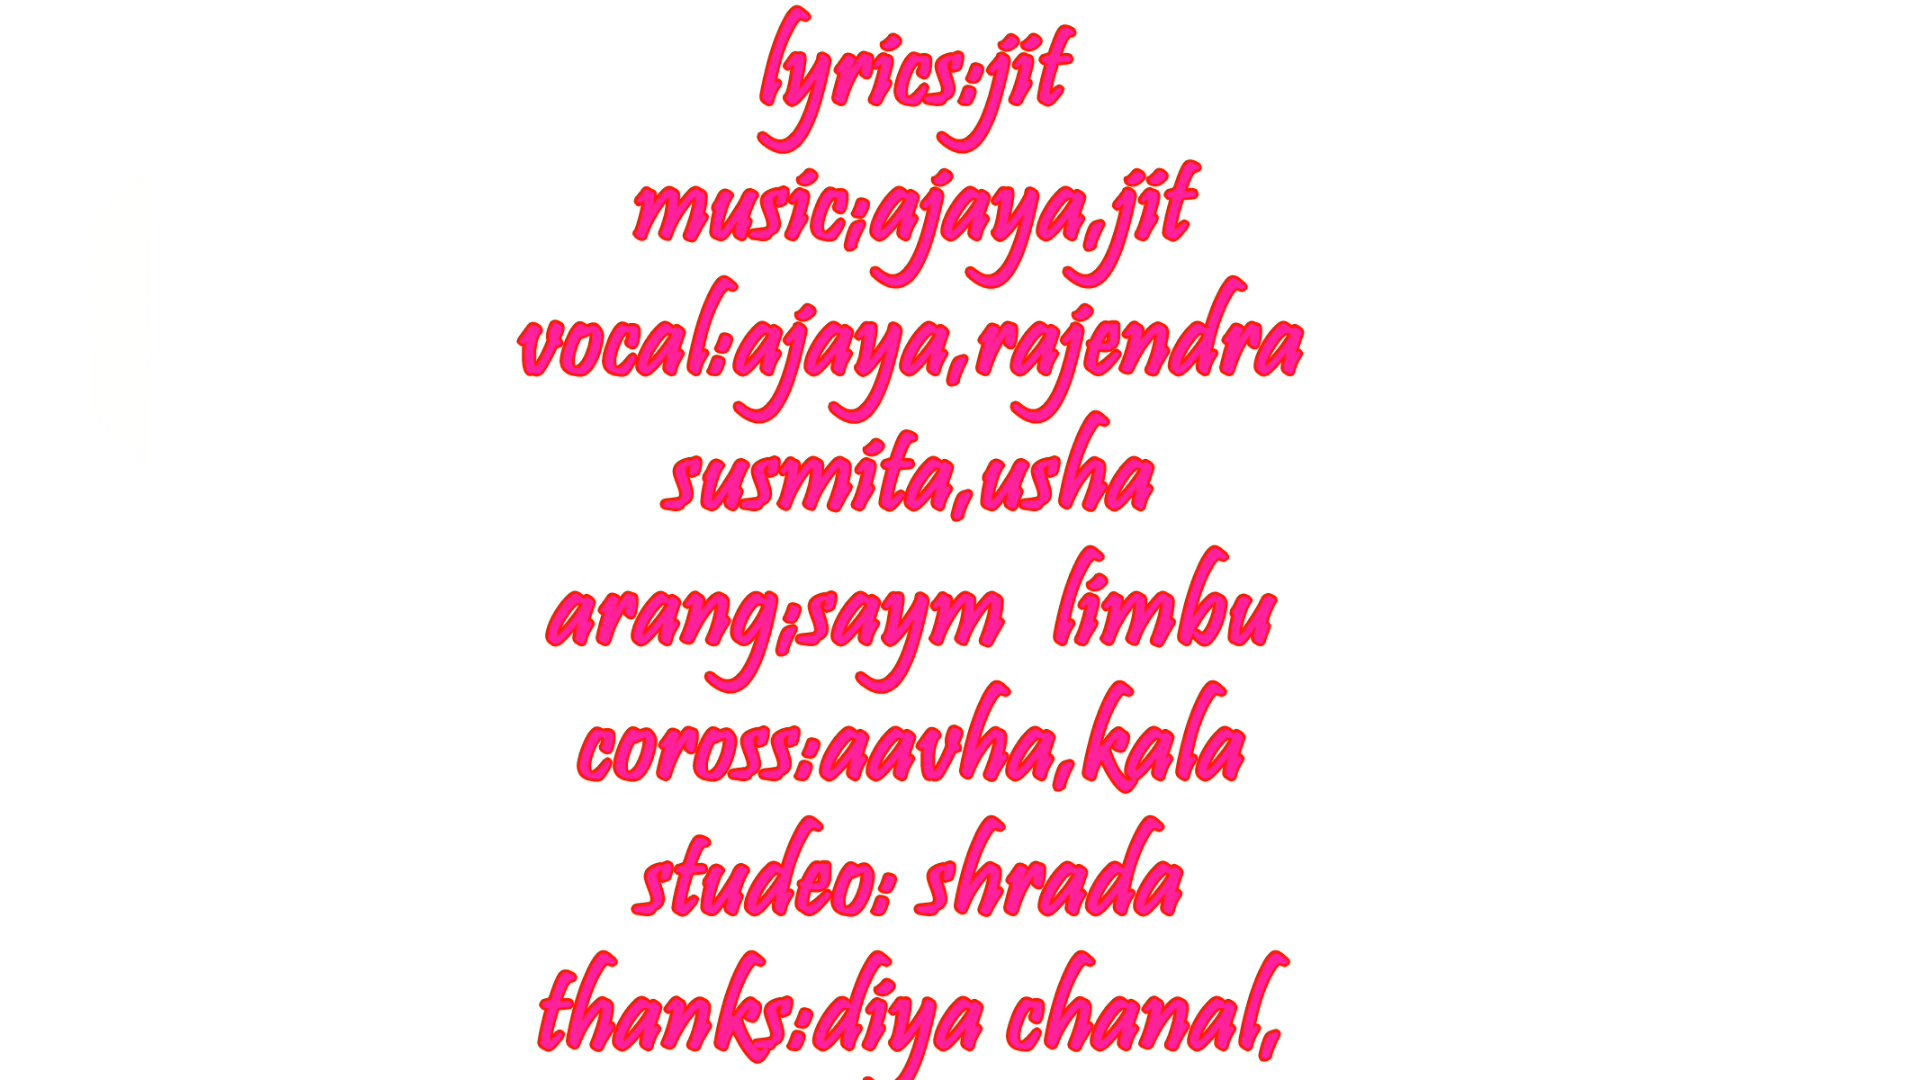 lyrics:jit
music;ajaya,jit
vocal:ajaya,rajendra
susmita,usha
arang;saym limbu
coross:aavha,kala
studeo: shrada
thanks:diya chanal,